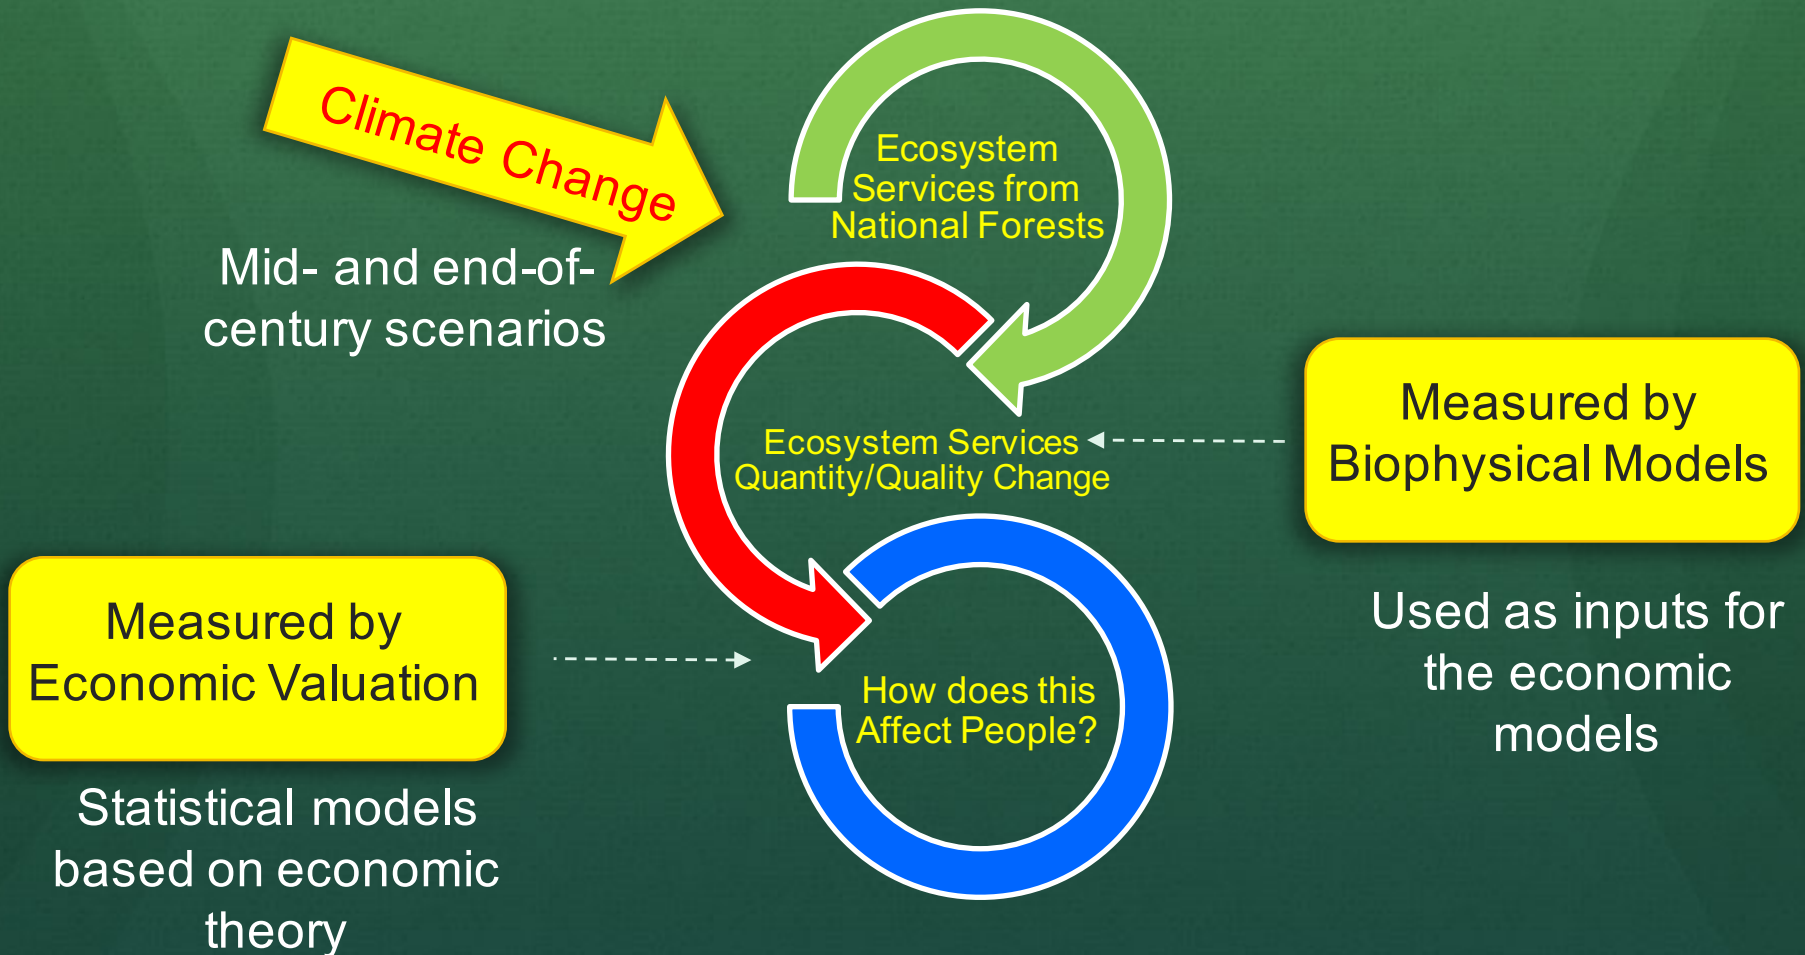 Climate Change
Mid- and end-of-
century scenarios
Ecosystem
Services from
National Forests
Ecosystem Services
Quantity/Quality Change
Measured by
Biophysical Models
Used as inputs for
the economic
models
Measured by
Economic Valuation
Statistical models
based on economic
theory
How does this
Affect People?